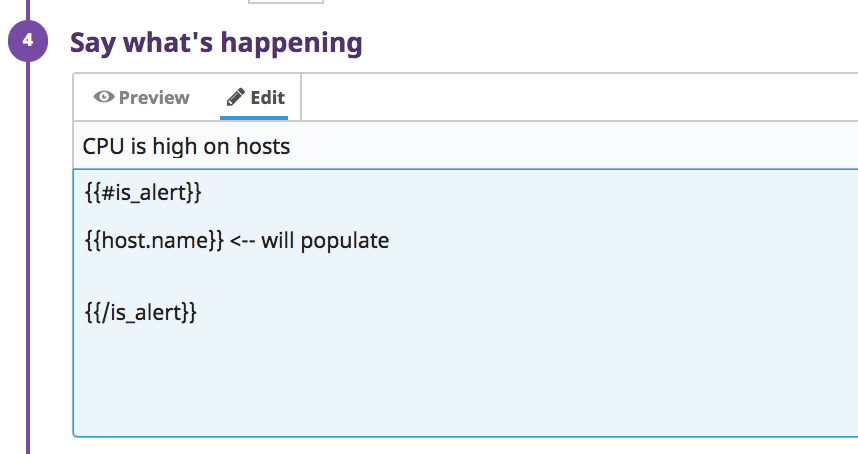 4
Say what's happening
Preview Edit
CPU is high on hosts
{{#is_alert}}
{{host.name}} <-- will populate
{{/is_alert}}